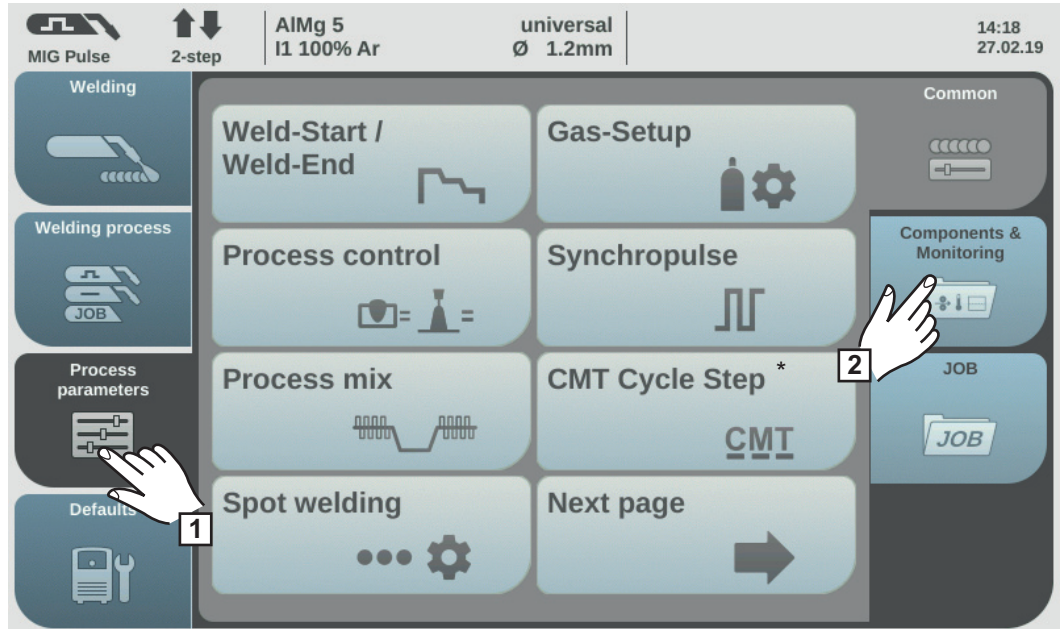 MIG Pulse
2-step
AlMg 5
I1 100% Ar
universal
Ø 1.2mm
14:18
27.02.19
Welding
Welding process
JOB
Process
parameters
Defaults
Weld-Start /
Weld-End
Gas-Setup
Process control
= =
Synchropulse
Process mix
CMT Cycle Step *
CMT
Spot welding
Next page
Common
Components &
Monitoring
JOB
JOB
1
2